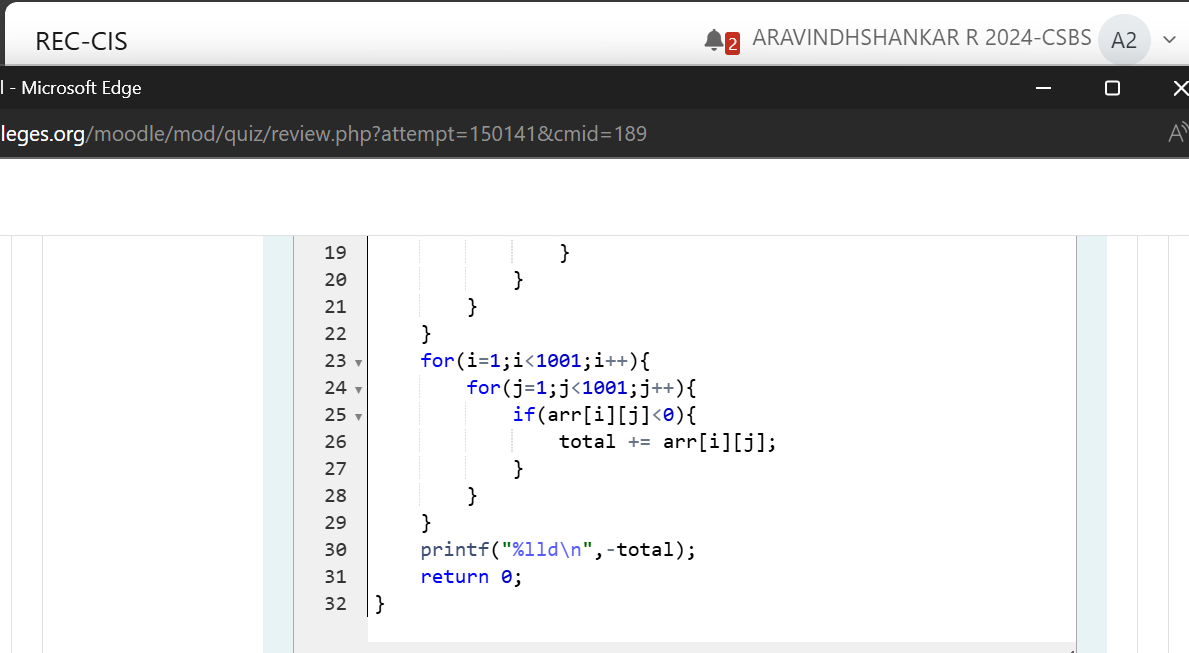 REC-CIS
2 ARAVINDHSHANKAR R 2024-CSBS A2
l - Microsoft Edge
leges.org/moodle/mod/quiz/review.php?attempt=150141&cmid=189
19 }
20 }
21 }
22 }
23 for(i=1;i<1001;i++){
24 for(j=1;j<1001;j++){
25 if(arr[i][j]<0){
26 total += arr[i][j];
27 }
28 }
29 }
30 printf("%lld\n",-total);
31 return 0;
32 }